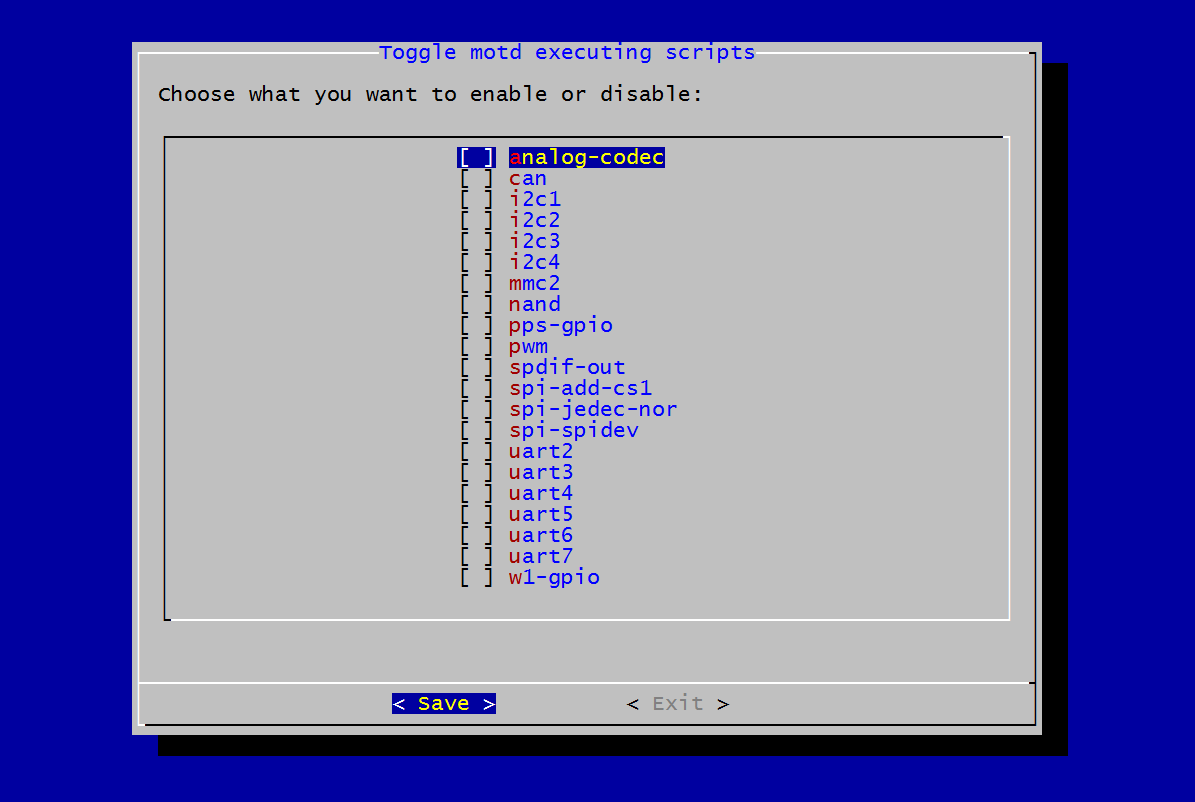 Toggle motd executing scripts
Choose what you want to enable or disable:
[ ] analog-codec
[ ] can
[ ] i2c1
[ ] i2c2
[ ] i2c3
[ ] i2c4
[ ] mmc2
[ ] nand
[ ] pps-gpio
[ ] pwm
[ ] spdif-out
[ ] spi-add-cs1
[ ] spi-jedec-nor
[ ] spi-spidev
[ ] uart2
[ ] uart3
[ ] uart4
[ ] uart5
[ ] uart6
[ ] uart7
[ ] w1-gpio
< Save > < Exit >